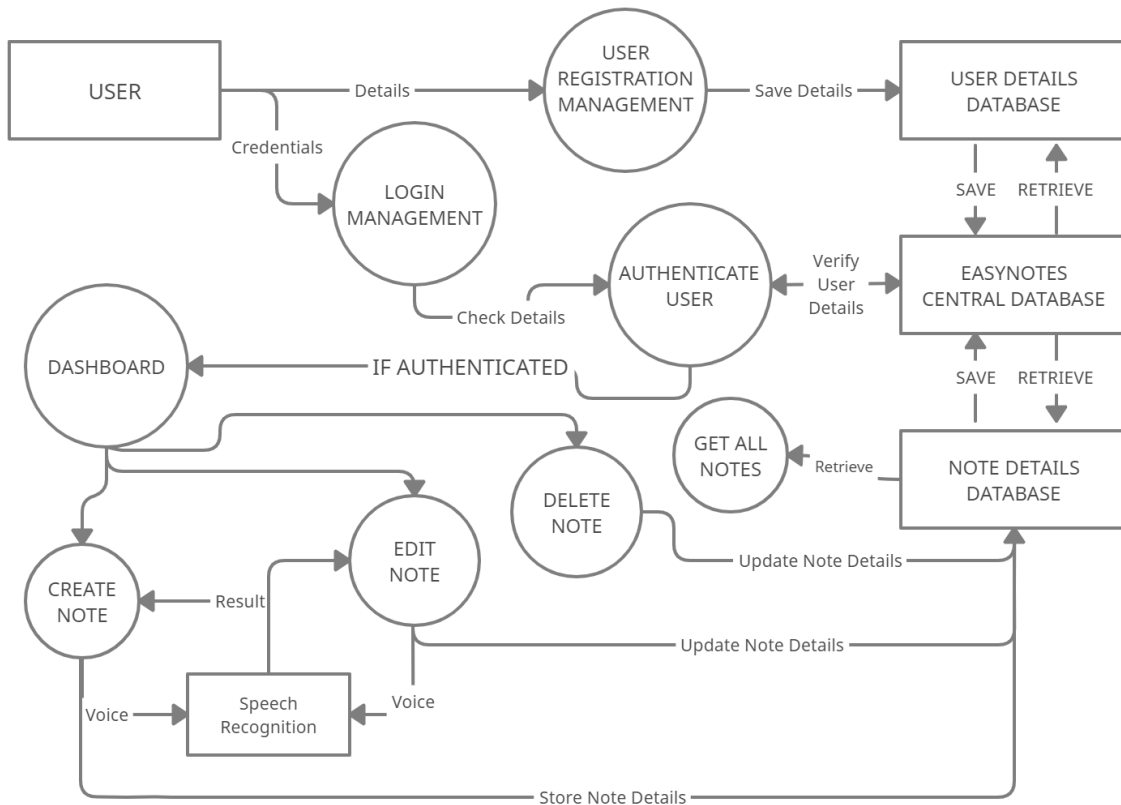 USER
Details
USER
REGISTRATION
MANAGEMENT
Save Details
USER DETAILS
DATABASE
Credentials
LOGIN
MANAGEMENT
SAVE
RETRIEVE
AUTHENTICATE
USER
Verify
User
Details
EASYNOTES
CENTRAL DATABASE
Check Details
DASHBOARD
IF AUTHENTICATED
SAVE
RETRIEVE
GET ALL
NOTES
Retrieve
NOTE DETAILS
DATABASE
DELETE
NOTE
EDIT
NOTE
Update Note Details
CREATE
NOTE
Result
Update Note Details
Speech
Recognition
Voice
Voice
Store Note Details